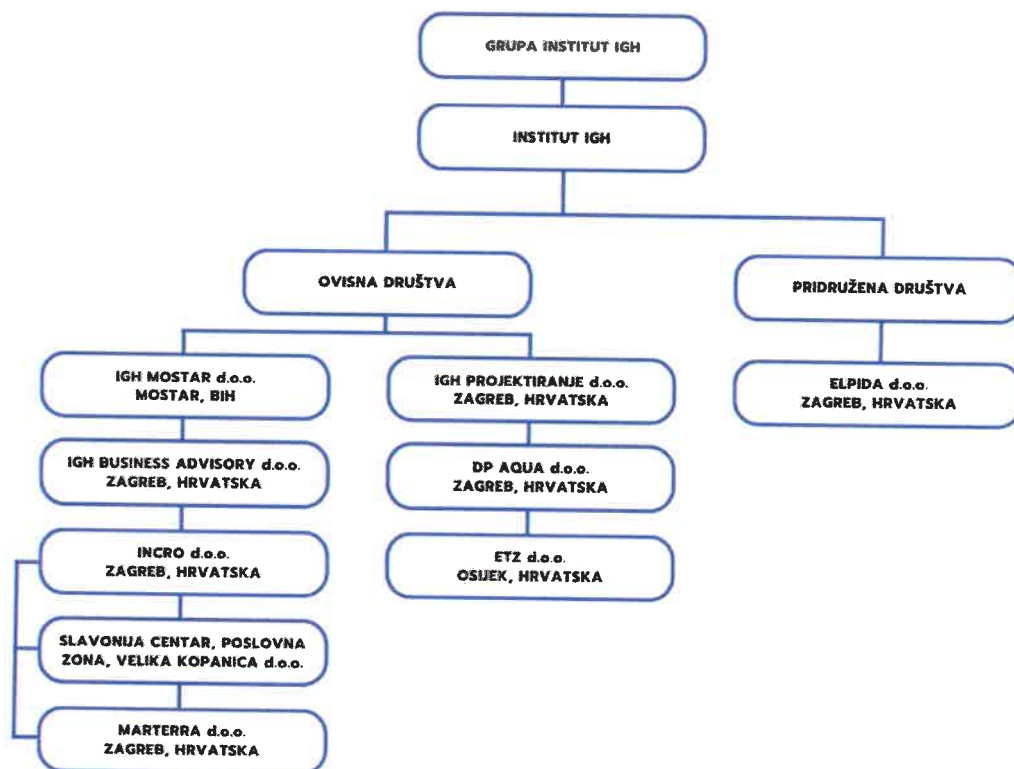 GRUPA INSTITUT IGH
INSTITUT IGH
OVISNA DRUŠTVA
PRIDRUŽENA DRUŠTVA
IGH MOSTAR d.o.o.
MOSTAR, BIH
IGH BUSINESS ADVISORY d.o.o.
ZAGREB, HRVATSKA
INCRO d.o.o.
ZAGREB, HRVATSKA
SLAVONIJA CENTAR, POSLOVNA
ZONA, VELIKA KOPANICA d.o.o.
MARTERRA d.o.o.
ZAGREB, HRVATSKA
IGH PROJEKTIRANJE d.o.o.
ZAGREB, HRVATSKA
DP AQUA d.o.o.
ZAGREB, HRVATSKA
ETZ d.o.o.
OSIJEK, HRVATSKA
ELPIDA d.o.o.
ZAGREB, HRVATSKA